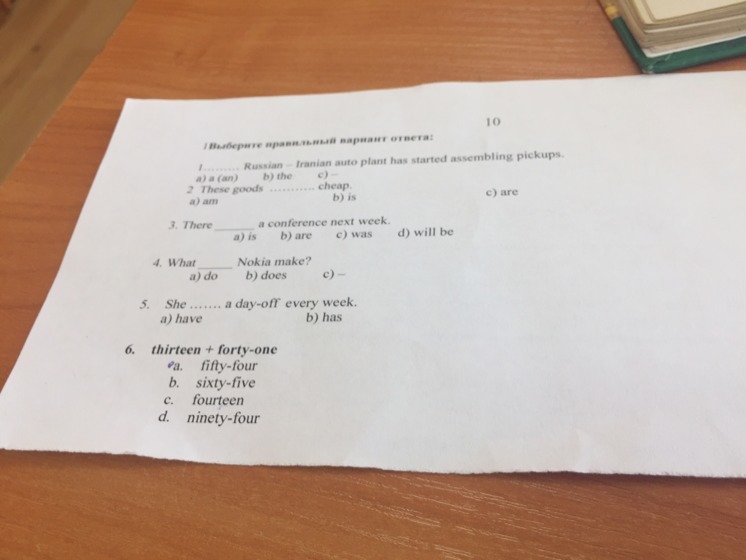 10
Выберите правильный вариант ответа:
1......... Russian – Iranian auto plant has started assembling pickups.
a) a (an) b) the c) –
2 These goods ........... cheap.
a) am b) is c) are
3. There ______ a conference next week.
a) is b) are c) was d) will be
4. What _____ Nokia make?
a) do b) does c) –
5. She ....... a day-off every week.
a) have b) has
6. thirteen + forty-one
a. fifty-four
b. sixty-five
c. fourteen
d. ninety-four